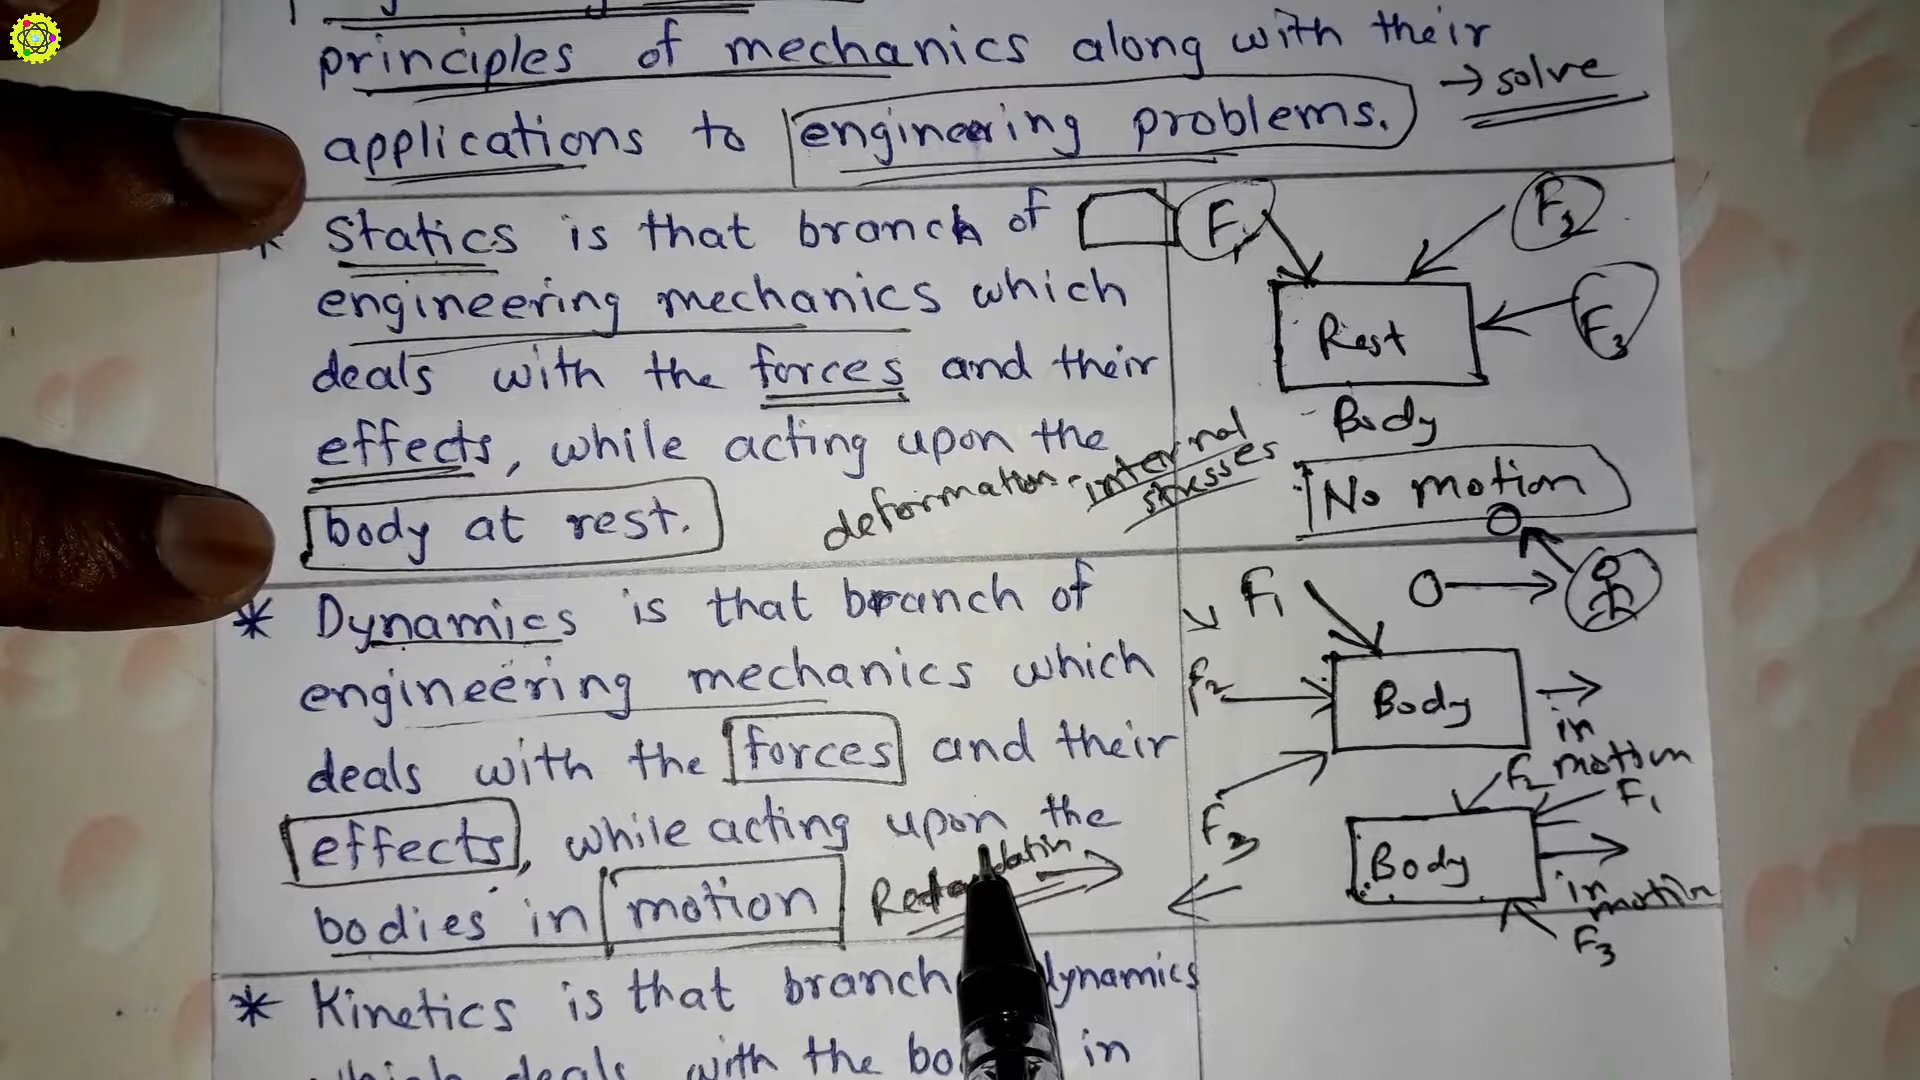 principles of mechanics along with their
→ solve
applications to engineering problems.
* Statics is that branch of
engineering mechanics which
deals with the forces and their
effects, while acting upon the
body at rest.
deformation - internal
stresses
F1
F2
F3
Rest
Body
No motion
* Dynamics is that branch of
engineering mechanics which
deals with the forces and their
effects, while acting upon the
bodies in motion
F1
F2
F3
Body
in
motion
F2
F1
Body
in
motion
F3
* Kinetics is that branch dynamics
which deals with the in